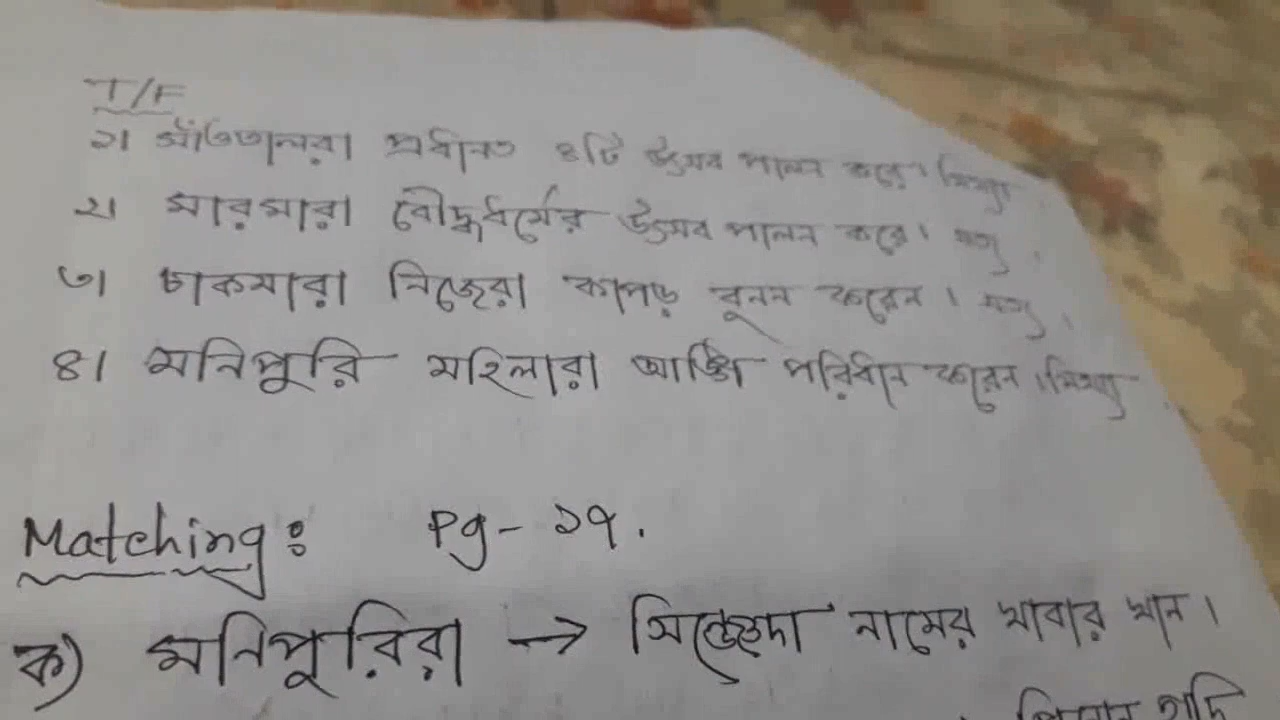 T/F
১। সাঁওতালরা প্রধানত ৪টি উৎসব পালন করে। মিথ্যা
২। মারমারা বৌদ্ধধর্মের উৎসব পালন করে। সত্য
৩। চাকমারা নিজেরা কাপড় বুনন করেন। সত্য
৪। মনিপুরি মহিলারা আঙ্গি পরিধান করেন। মিথ্যা
Matching: Pg- ১৭.
ক) মনিপুরিরা → সিঞ্জেদা নামের খাবার খান।